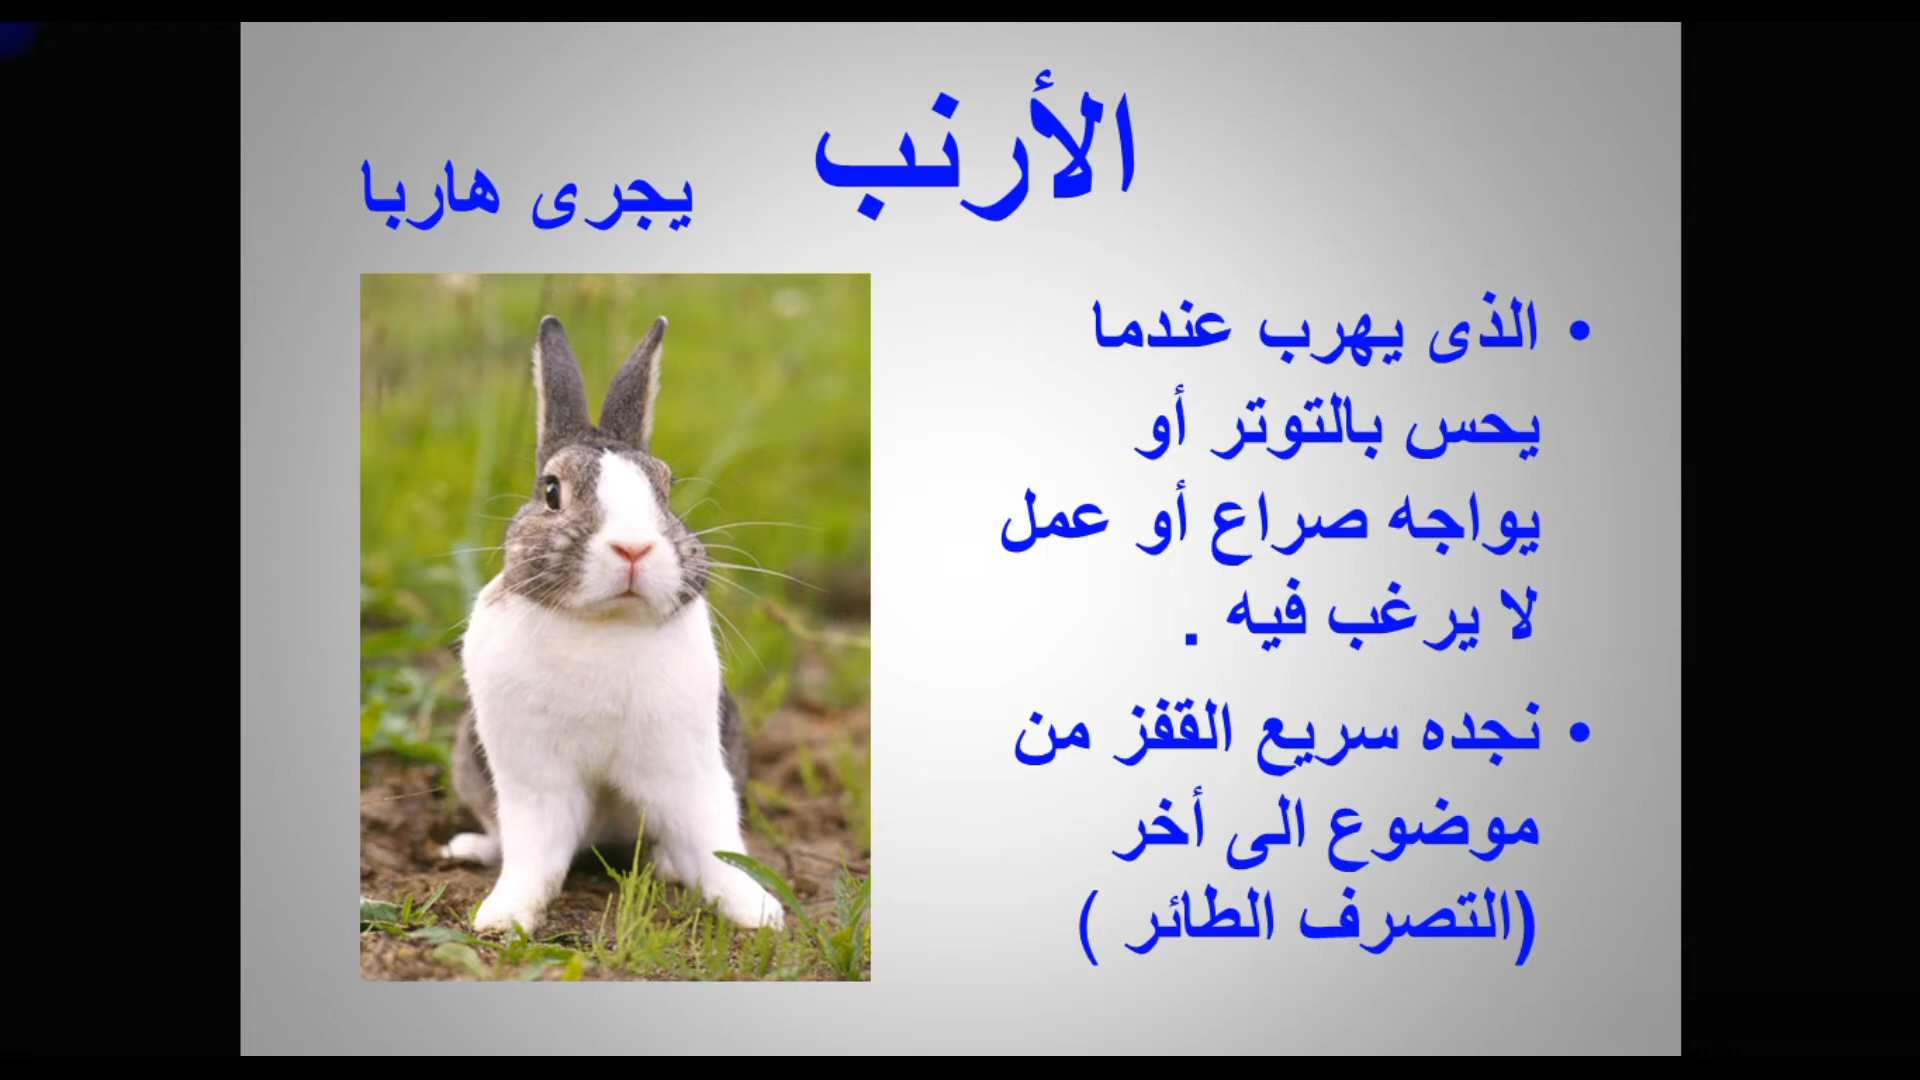 الأرنب
يجرى هاربا
• الذى يهرب عندما
يحس بالتوتر أو
يواجه صراع أو عمل
لا يرغب فيه .
• نجده سريع القفز من
موضوع الى أخر
(التصرف الطائر )